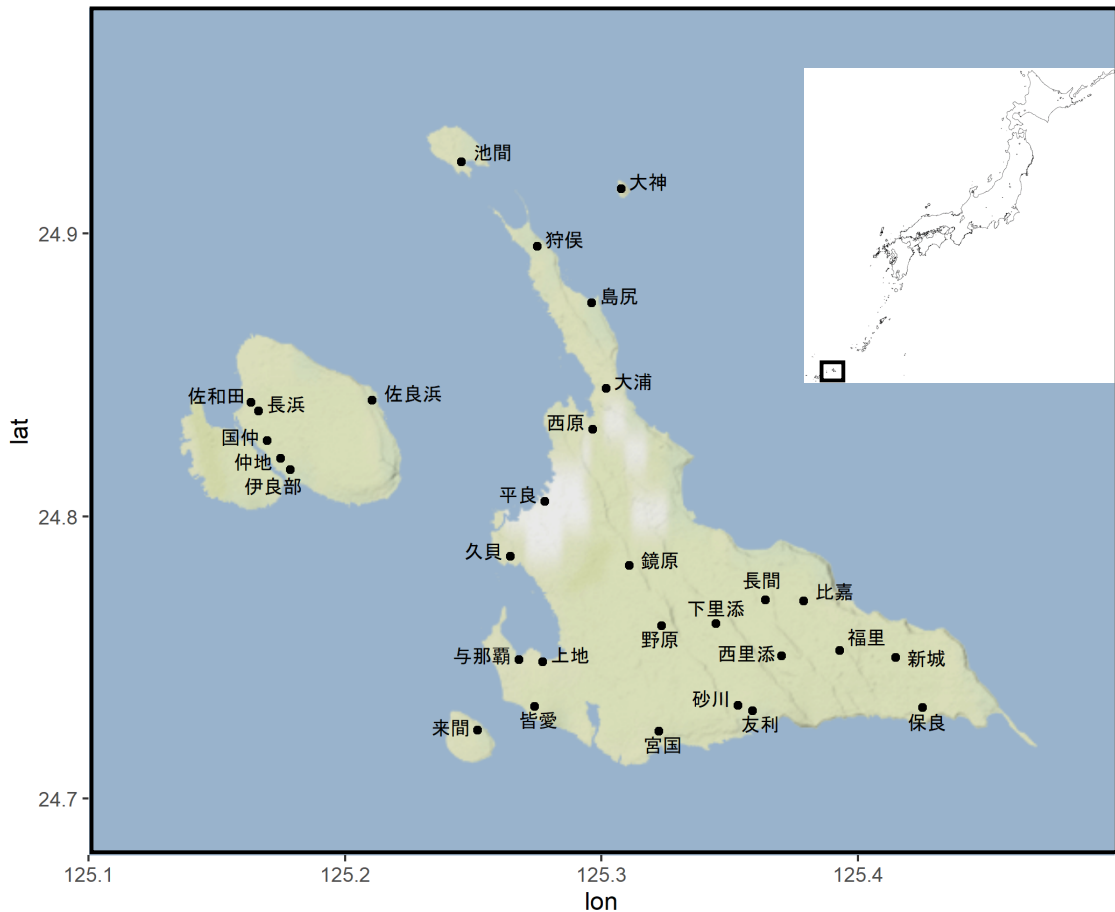 池間
大神
24.9
狩俣
島尻
大浦
佐和田
長浜
佐良浜
西原
国仲
仲地
伊良部
平良
24.8
久貝
鏡原
長間
比嘉
下里添
野原
福里
与那覇
上地
西里添
新城
砂川
皆愛
友利
保良
来間
宮国
24.7
lat
125.1
125.2
125.3
125.4
lon